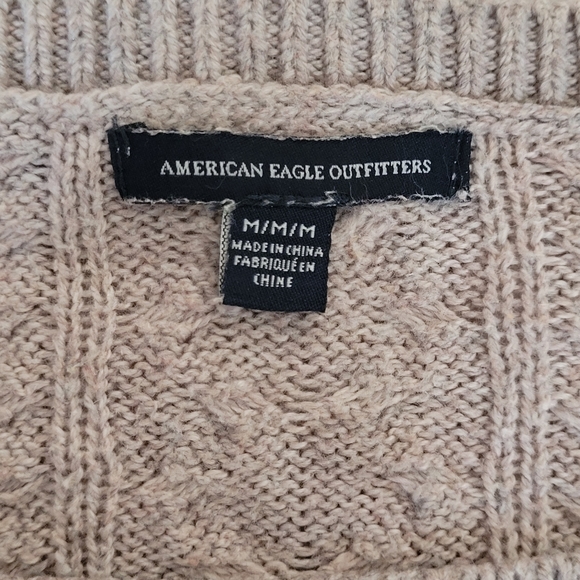 AMERICAN EAGLE OUTFITTERS
M/M/M
MADE IN CHINA
FABRIQUÉ EN
CHINE